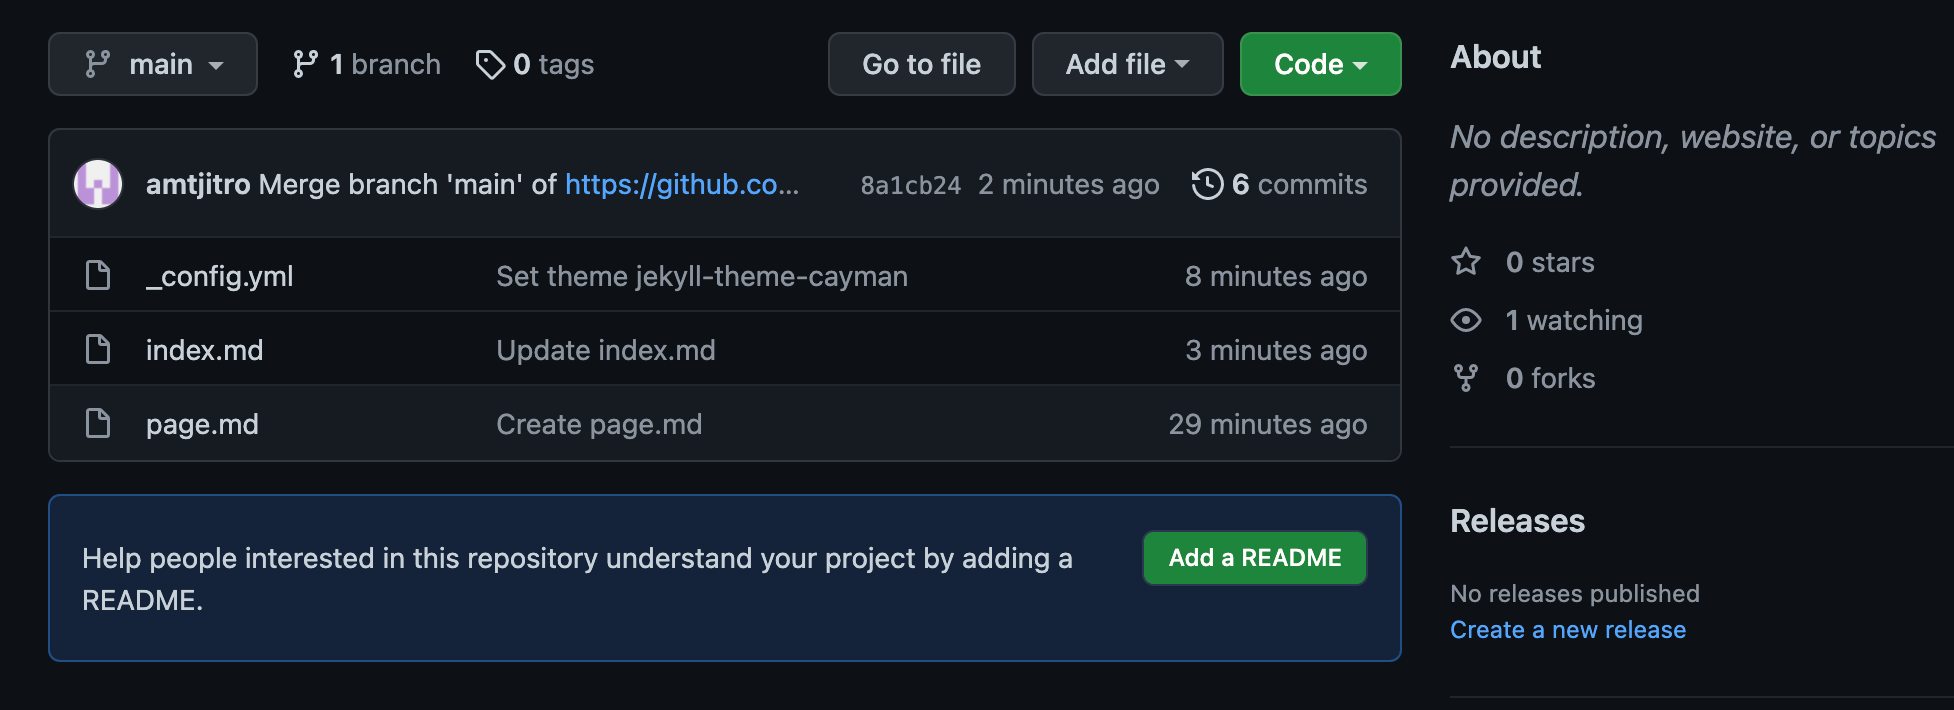 main 1 branch 0 tags Go to file Add file Code
amtjitro Merge branch 'main' of https://github.co... 8a1cb24 2 minutes ago 6 commits
_config.yml Set theme jekyll-theme-cayman 8 minutes ago
index.md Update index.md 3 minutes ago
page.md Create page.md 29 minutes ago
Help people interested in this repository understand your project by adding a
README.
Add a README
About
No description, website, or topics
provided.
0 stars
1 watching
0 forks
Releases
No releases published
Create a new release